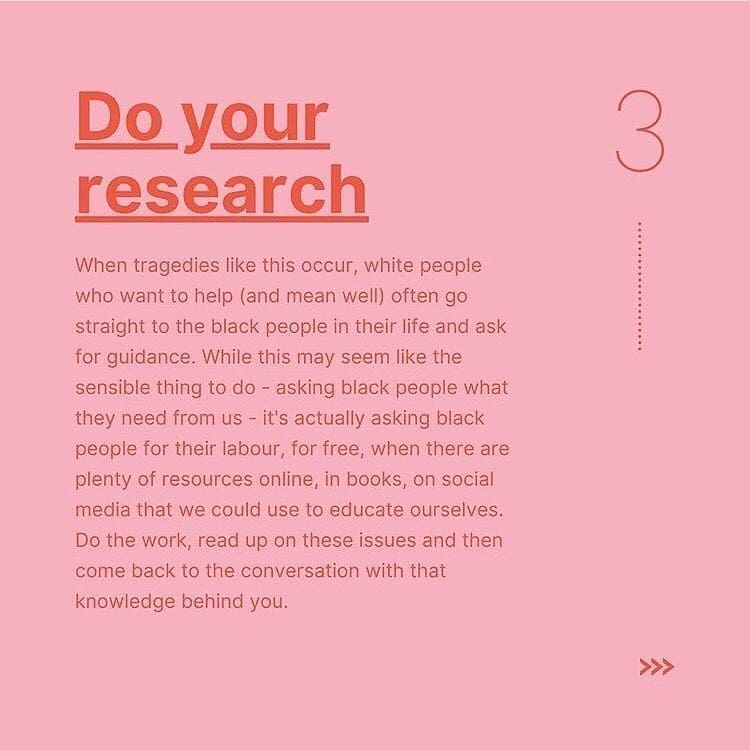 Do your
research
3
When tragedies like this occur, white people
who want to help (and mean well) often go
straight to the black people in their life and ask
for guidance. While this may seem like the
sensible thing to do - asking black people what
they need from us - it's actually asking black
people for their labour, for free, when there are
plenty of resources online, in books, on social
media that we could use to educate ourselves.
Do the work, read up on these issues and then
come back to the conversation with that
knowledge behind you.
>>>